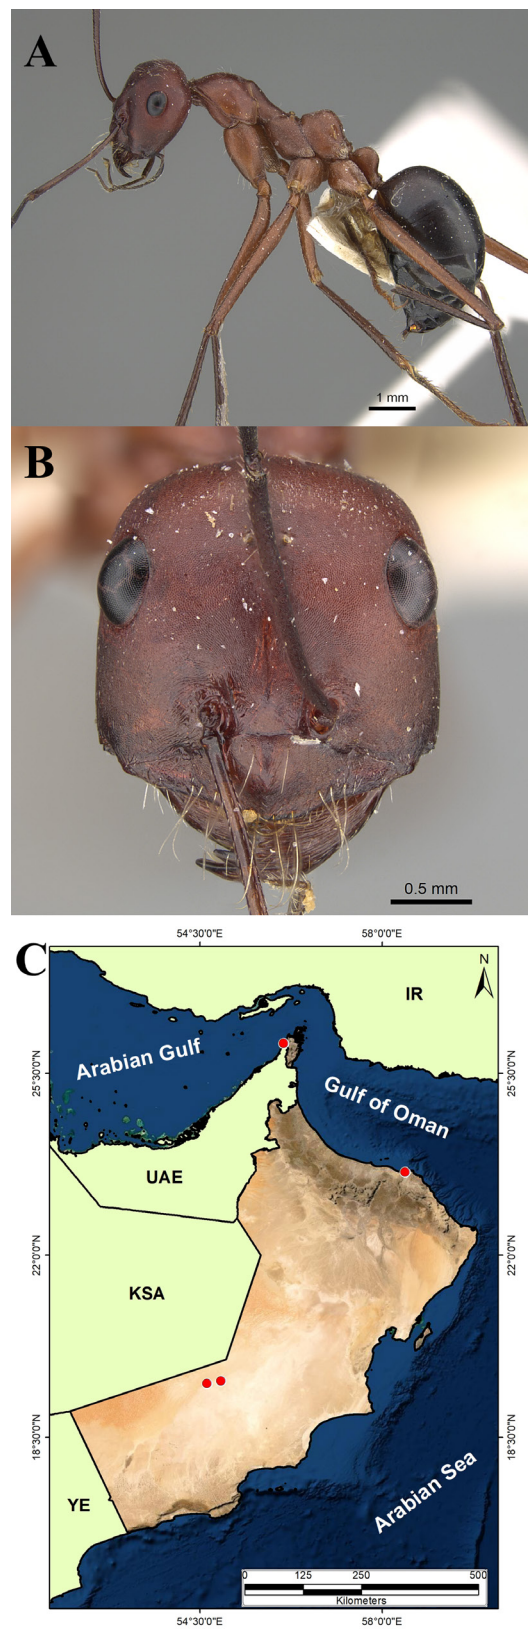 A
1 mm
B
0.5 mm
C
54°30'0"E
58°0'0"E
N
IR
Arabian Gulf
25°30'0"N
25°30'0"N
Gulf of Oman
UAE
22°0'0"N
22°0'0"N
KSA
18°30'0"N
18°30'0"N
YE
Arabian Sea
0 125 250 500
Kilometers
54°30'0"E
58°0'0"E